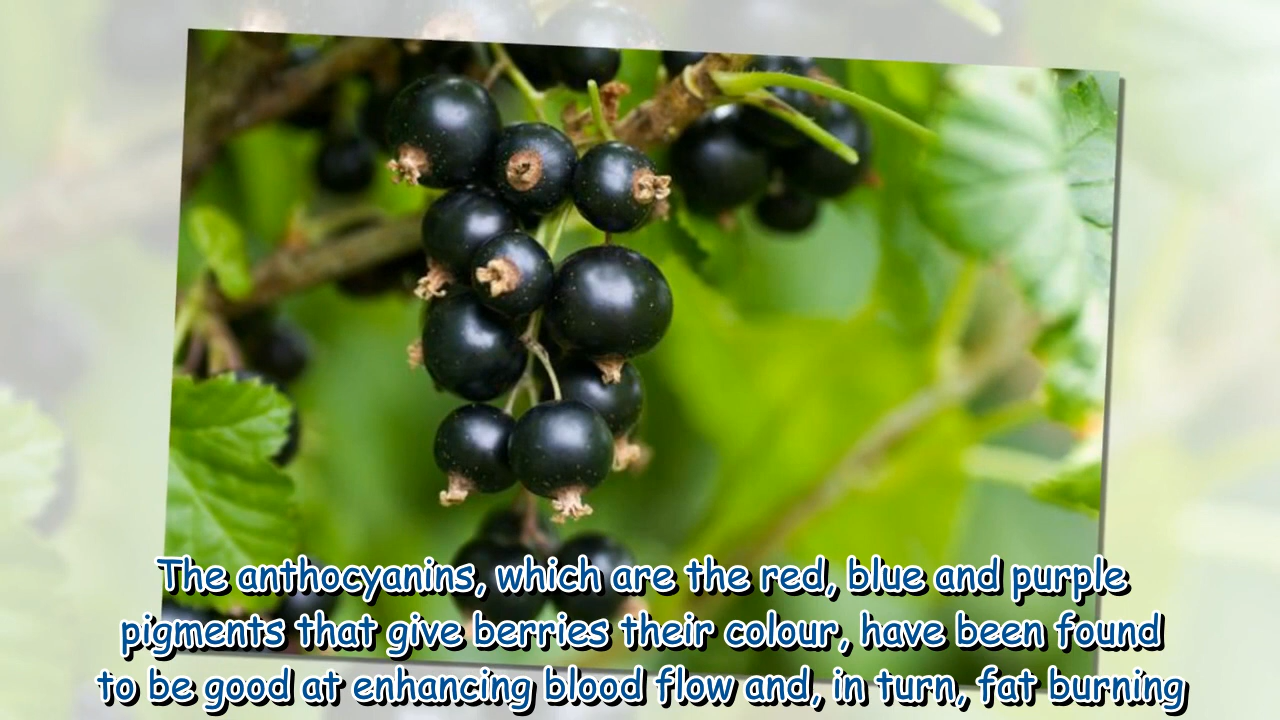 The anthocyanins, which are the red, blue and purple
pigments that give berries their colour, have been found
to be good at enhancing blood flow and, in turn, fat burning